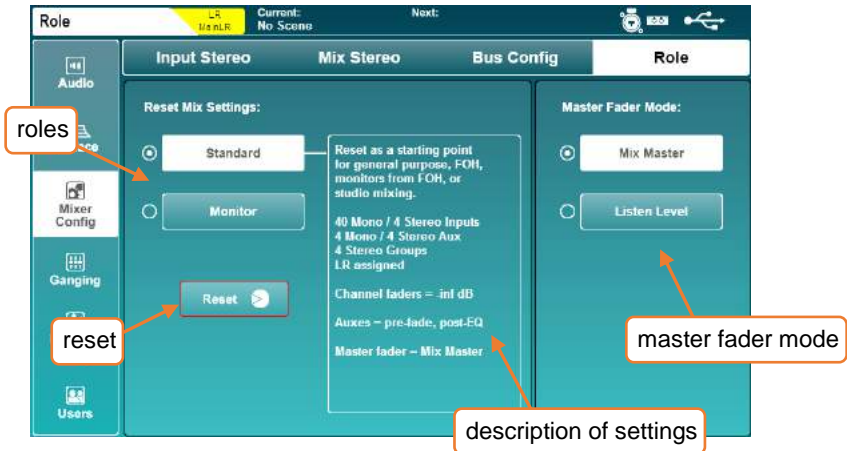 Role
LR
MainLR
Current:
No Scene
Next:
Input Stereo
Mix Stereo
Bus Config
Role
Audio
roles
Reset Mix Settings:
Standard
Monitor
Reset
reset
Reset as a starting point
for general purpose, FOH,
monitors from FOH, or
studio mixing.
40 Mono / 4 Stereo Inputs
4 Mono / 4 Stereo Aux
4 Stereo Groups
LR assigned
Channel faders = -inf dB
Auxes = pre-fade, post-EQ
Master fader = Mix Master
description of settings
Master Fader Mode:
Mix Master
Listen Level
master fader mode
Mixer
Config
Ganging
Users